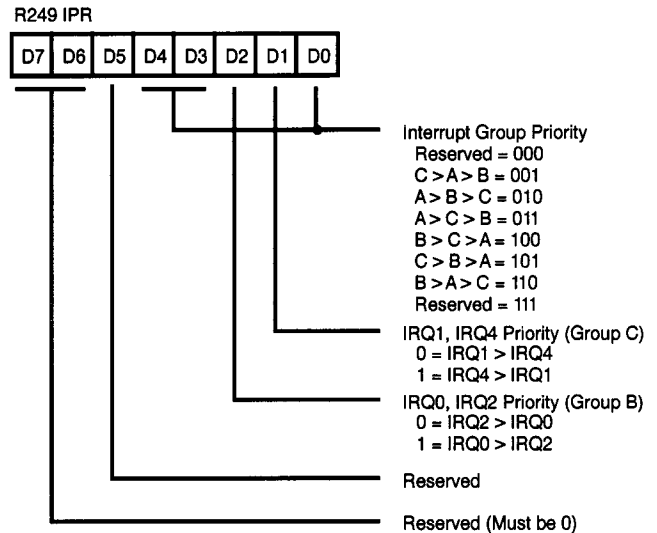 R249 IPR
D7 D6 D5 D4 D3 D2 D1 D0
Interrupt Group Priority
Reserved = 000
C > A > B = 001
A > B > C = 010
A > C > B = 011
B > C > A = 100
C > B > A = 101
B > A > C = 110
Reserved = 111
IRQ1, IRQ4 Priority (Group C)
0 = IRQ1 > IRQ4
1 = IRQ4 > IRQ1
IRQ0, IRQ2 Priority (Group B)
0 = IRQ2 > IRQ0
1 = IRQ0 > IRQ2
Reserved
Reserved (Must be 0)